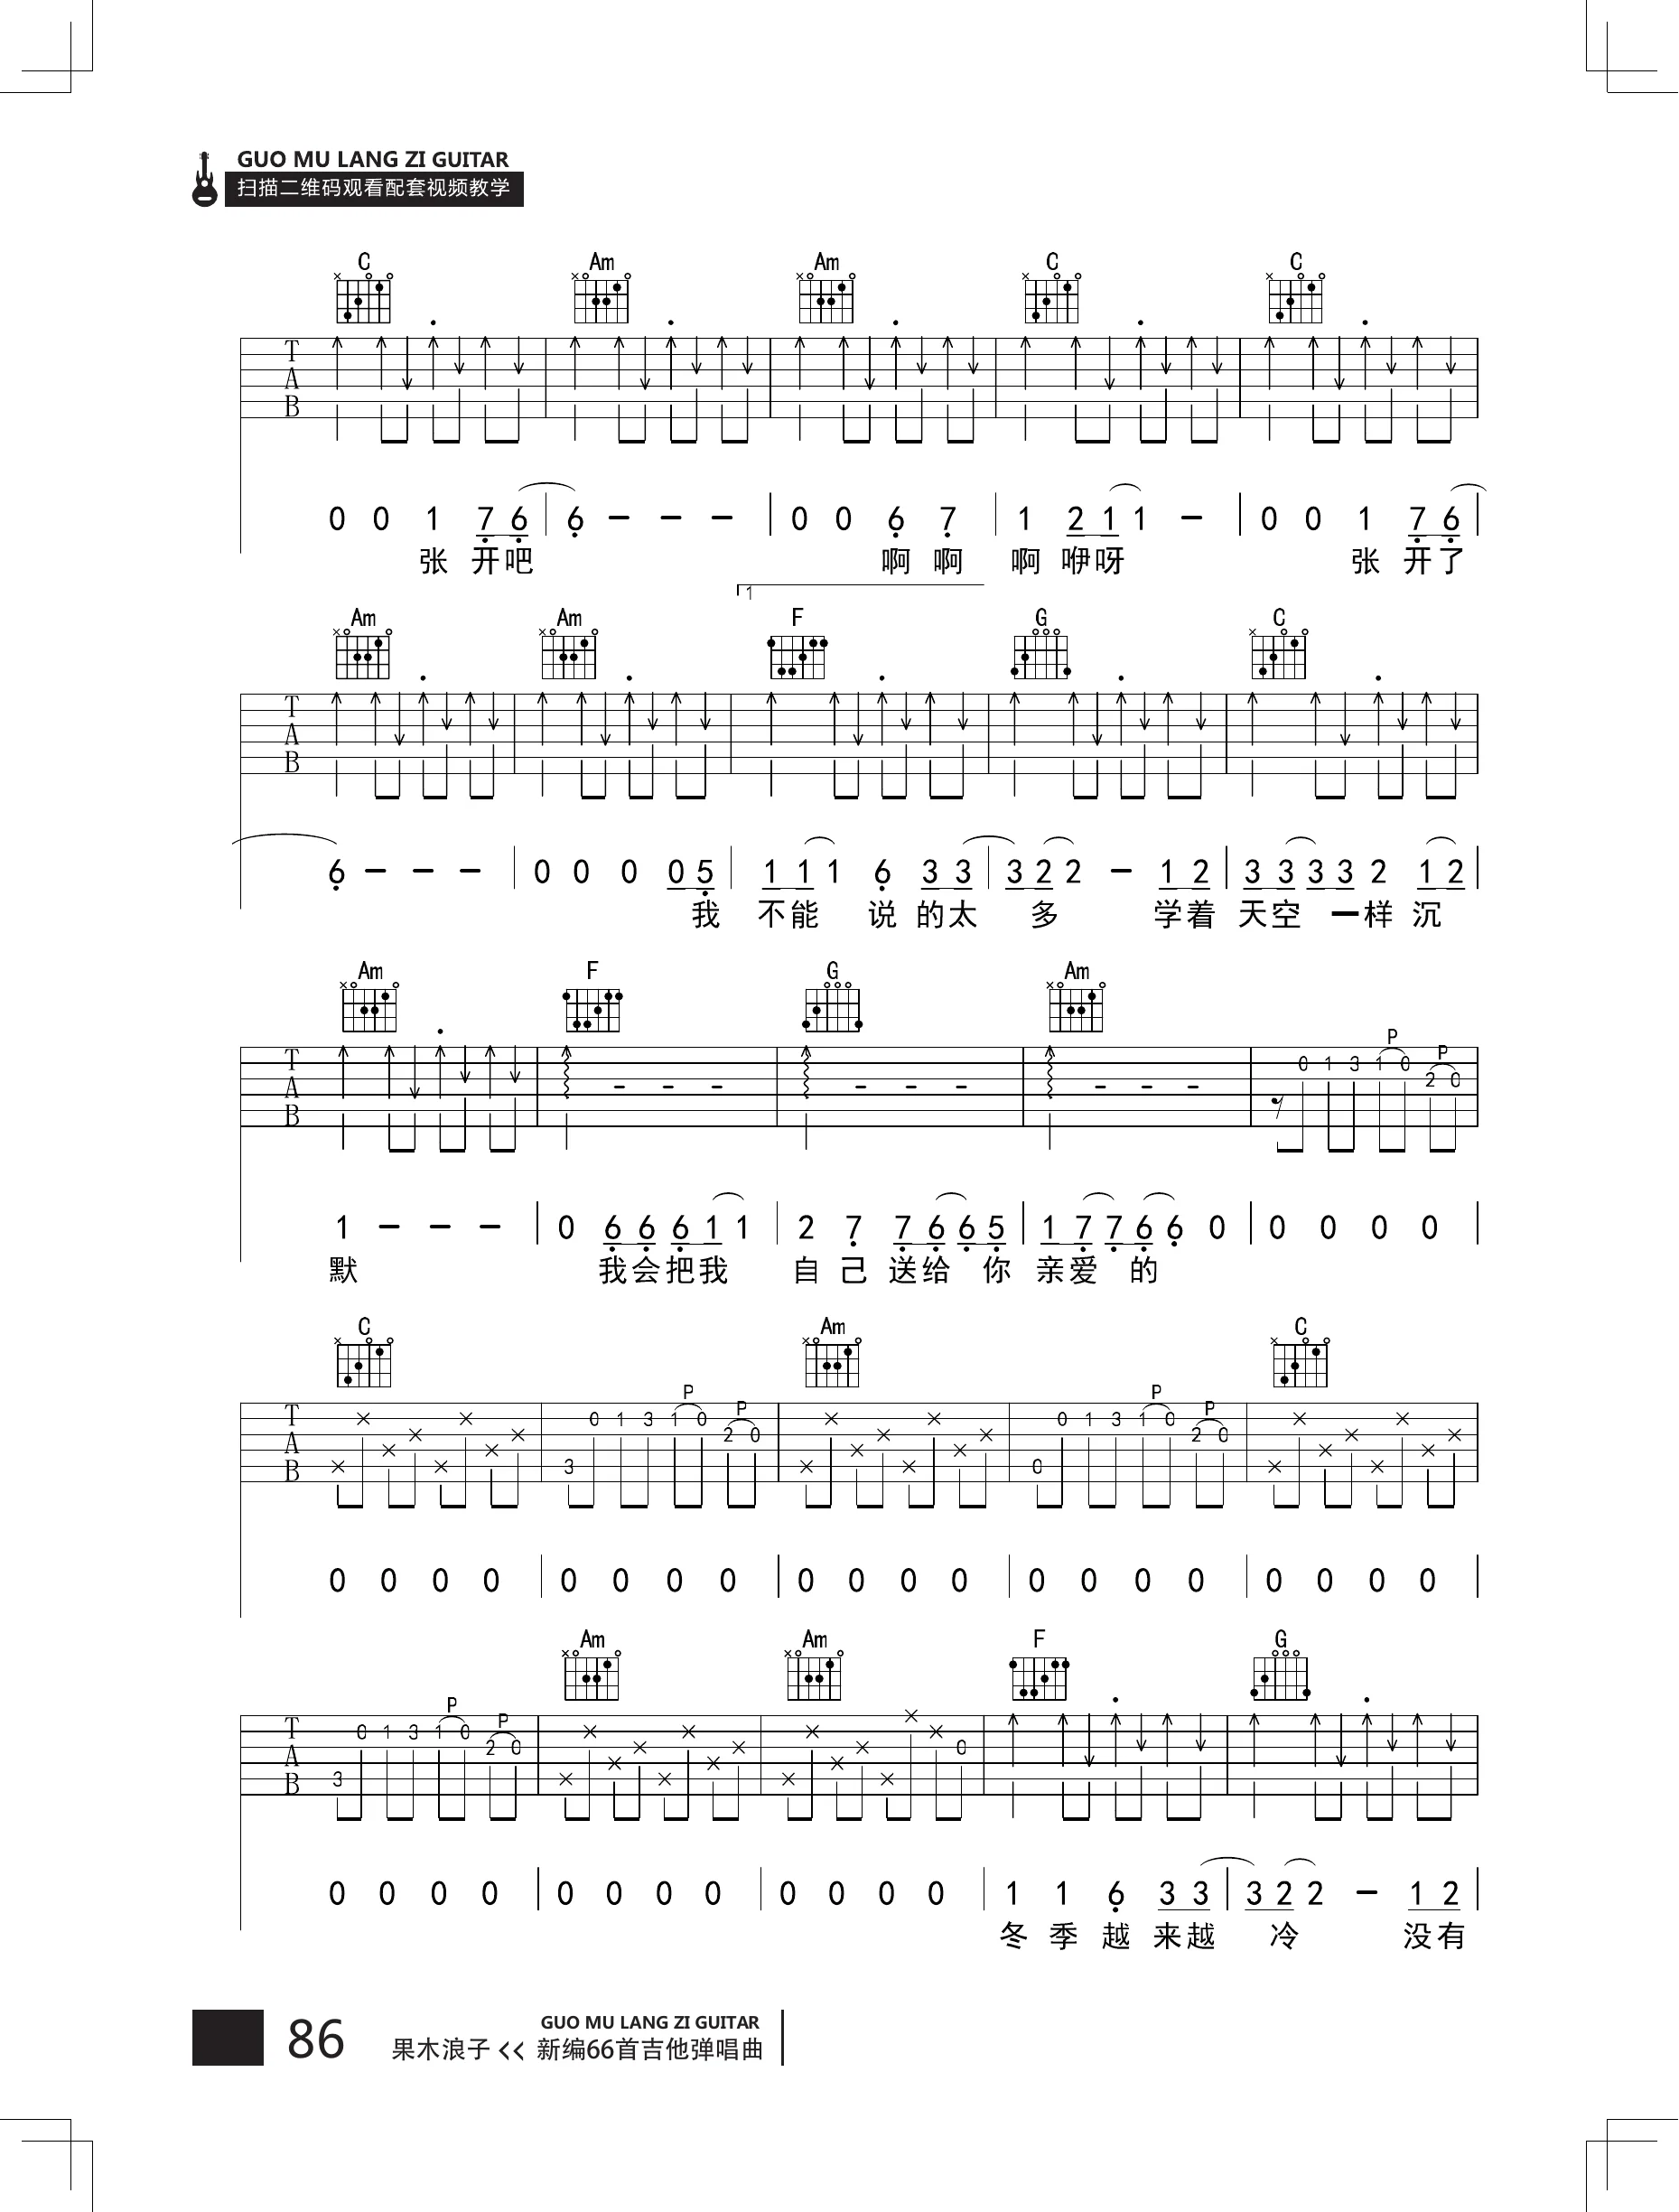 GUO MU LANG ZI GUITAR
扫描二维码观看配套视频教学
C Am Am C C
T
A
B
0 0 1 7 6 6 – – – 0 0 6 7 1 2 1 1 – 0 0 1 7 6
张 开吧 啊 啊 啊 咿呀 张 开了
1
Am Am F G C
T
A
B
6 – – – 0 0 0 0 5 1 1 1 6 3 3 3 2 2 – 1 2 3 3 3 3 2 1 2
我 不能 说 的太 多 学着 天空 一样 沉
Am F G Am
P
P
T
A
B
– – – – – – – – – 0 1 3 1 0 2 0
1 – – – 0 6 6 6 1 1 2 7 7 6 6 5 1 7 7 6 6 0 0 0 0 0
默 我会把我 自 己 送给 你 亲爱 的
C Am C
P P P P
T
A
B
3 0 1 3 1 0 2 0 0 0 1 3 1 0 2 0
0 0 0 0 0 0 0 0 0 0 0 0 0 0 0 0 0 0 0 0
Am Am F G
P P
T
A
B
3 0 1 3 1 0 2 0 0
0 0 0 0 0 0 0 0 0 0 0 0 1 1 6 3 3 3 2 2 – 1 2
冬 季 越 来越 冷 没有
86
GUO MU LANG ZI GUITAR
果木浪子 << 新编66首吉他弹唱曲